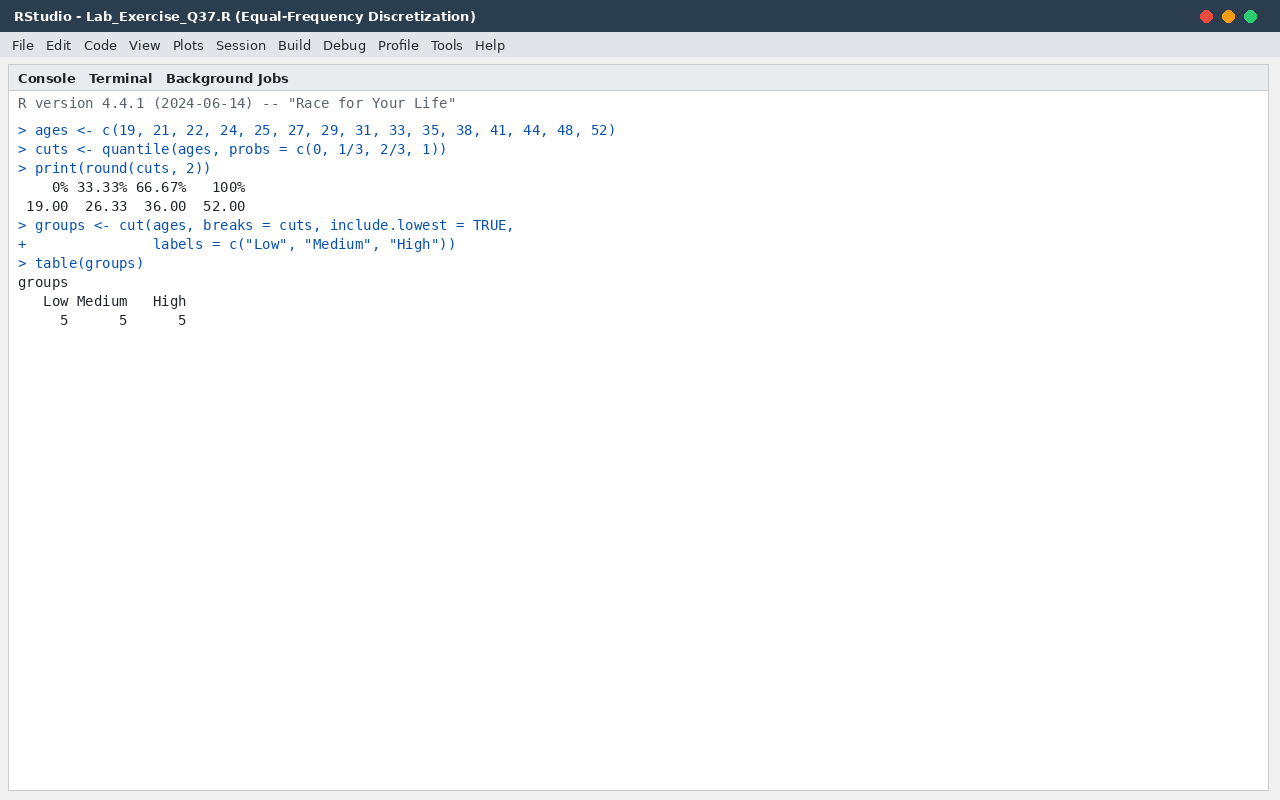 RStudio - Lab_Exercise_Q37.R (Equal-Frequency Discretization)
File Edit Code View Plots Session Build Debug Profile Tools Help
Console Terminal Background Jobs
R version 4.4.1 (2024-06-14) -- "Race for Your Life"
> ages <- c(19, 21, 22, 24, 25, 27, 29, 31, 33, 35, 38, 41, 44, 48, 52)
> cuts <- quantile(ages, probs = c(0, 1/3, 2/3, 1))
> print(round(cuts, 2))
    0% 33.33% 66.67%   100%
 19.00  26.33  36.00  52.00
> groups <- cut(ages, breaks = cuts, include.lowest = TRUE,
+               labels = c("Low", "Medium", "High"))
> table(groups)
groups
   Low Medium   High
     5      5      5